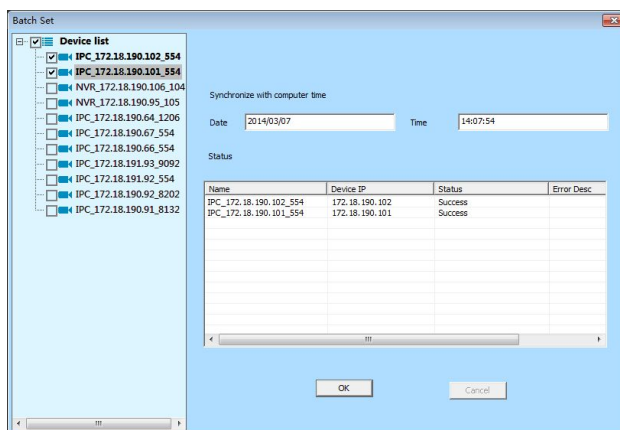 Batch Set
Device list
IPC_172.18.190.102_554
IPC_172.18.190.101_554
NVR_172.18.190.106_104
NVR_172.18.190.95_105
IPC_172.18.190.64_1206
IPC_172.18.190.67_554
IPC_172.18.190.66_554
IPC_172.18.191.93_9092
IPC_172.18.191.92_554
IPC_172.18.190.92_8202
IPC_172.18.190.91_8132
Synchronize with computer time
Date 2014/03/07 Time 14:07:54
Status
Name Device IP Status Error Desc
IPC_172.18.190.102_554 172.18.190.102 Success
IPC_172.18.190.101_554 172.18.190.101 Success
OK Cancel